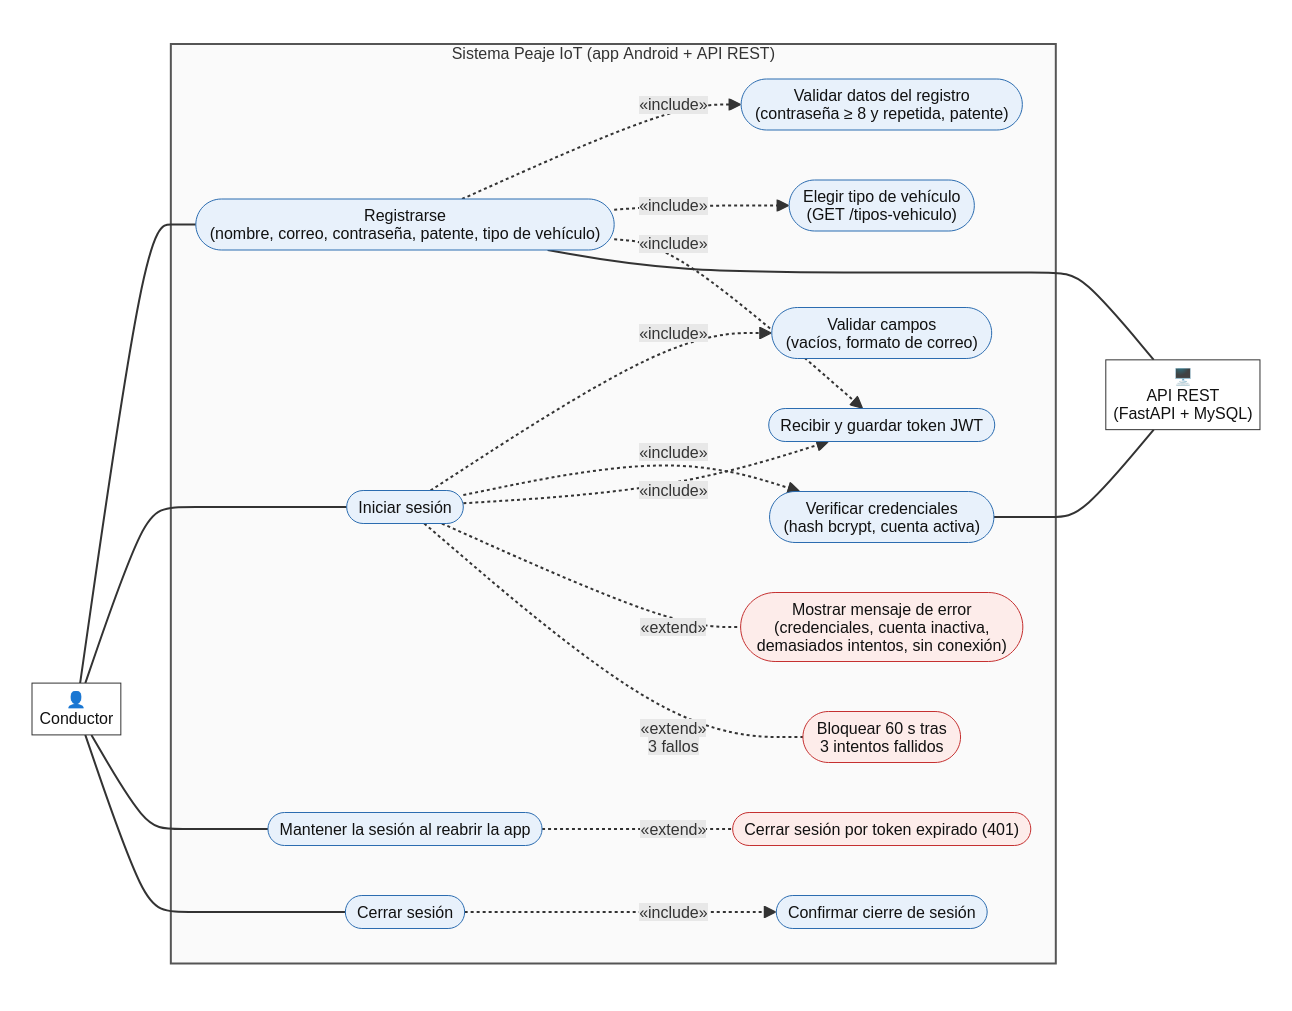 Sistema Peaje IoT (app Android + API REST)
«include»
Validar datos del registro
(contraseña ≥ 8 y repetida, patente)
Registrarse
(nombre, correo, contraseña, patente, tipo de vehículo)
«include»
Elegir tipo de vehículo
(GET /tipos-vehiculo)
«include»
«include»
Validar campos
(vacíos, formato de correo)
API REST
(FastAPI + MySQL)
Recibir y guardar token JWT
«include»
«include»
Iniciar sesión
Verificar credenciales
(hash bcrypt, cuenta activa)
«extend»
Mostrar mensaje de error
(credenciales, cuenta inactiva,
demasiados intentos, sin conexión)
Conductor
«extend»
3 fallos
Bloquear 60 s tras
3 intentos fallidos
Mantener la sesión al reabrir la app
«extend»
Cerrar sesión por token expirado (401)
Cerrar sesión
«include»
Confirmar cierre de sesión